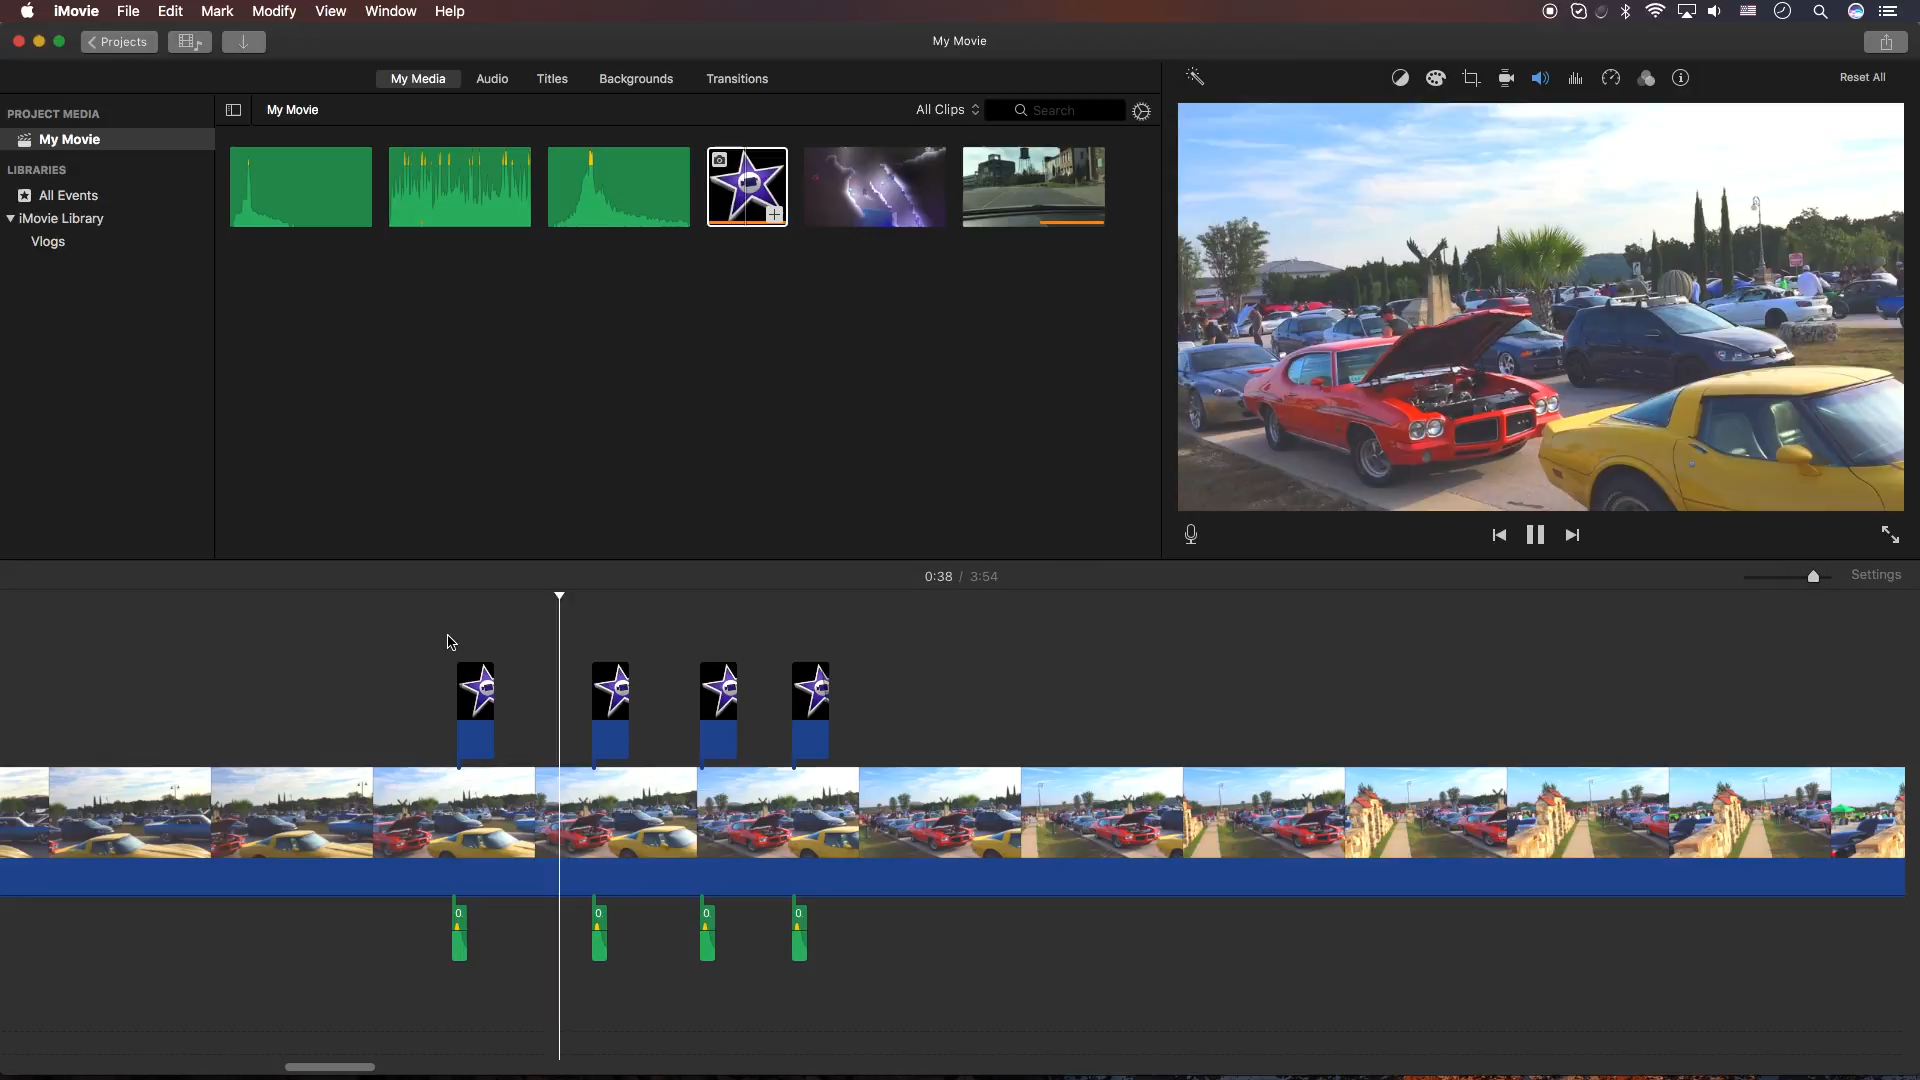 iMovie File Edit Mark Modify View Window Help
Projects My Movie
My Media Audio Titles Backgrounds Transitions Reset All
PROJECT MEDIA
My Movie
LIBRARIES
All Events
iMovie Library
Vlogs
My Movie All Clips Search
0:38 / 3:54 Settings
0. 0. 0. 0.